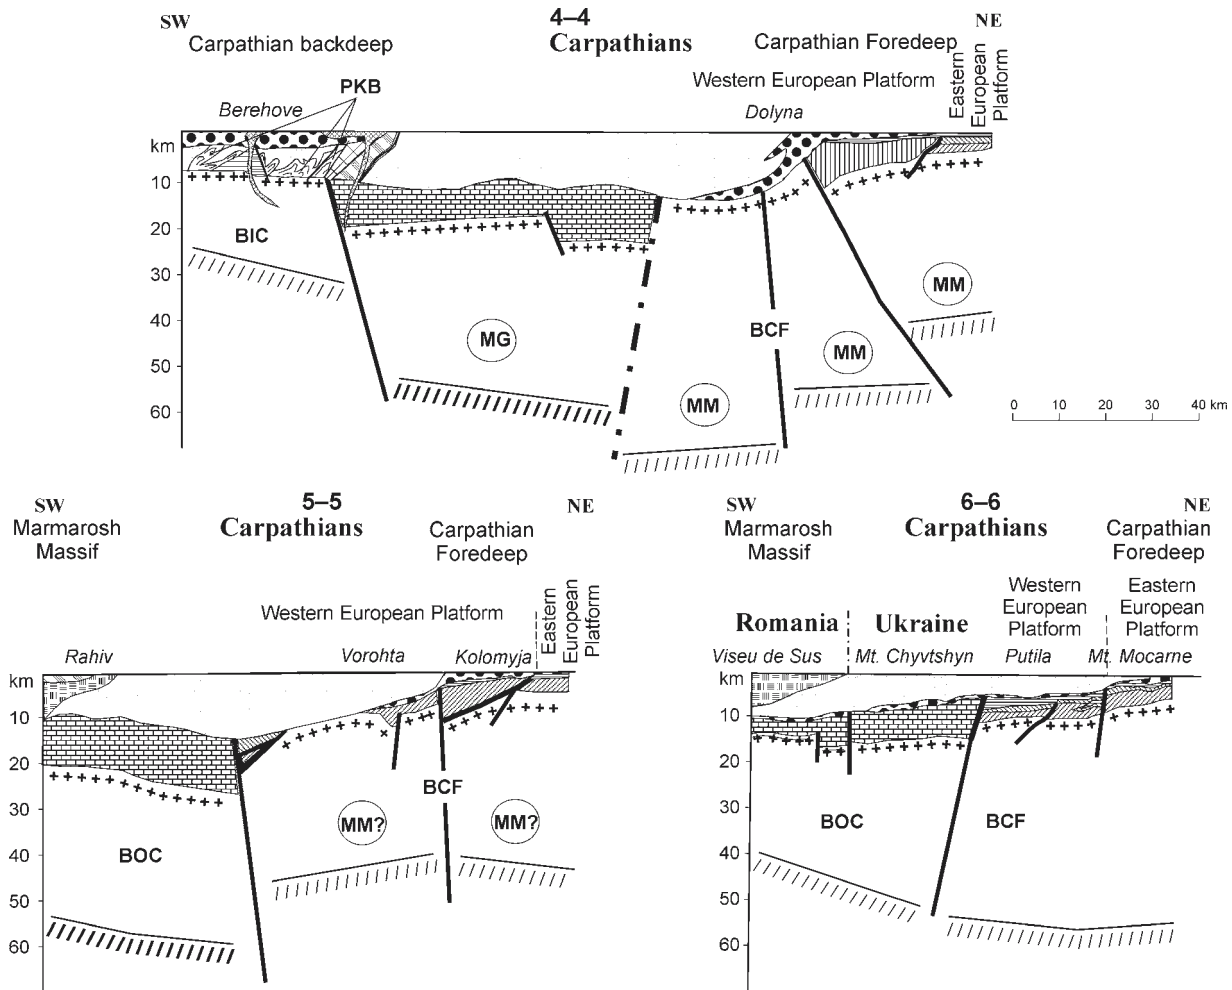 SW
4–4
NE
Carpathian backdeep
Carpathians
Carpathian Foredeep
Western European Platform
Eastern
European
Platform
PKB
Berehove
Dolyna
km
10
20
30
40
50
60
BIC
MG
MM
BCF
MM
MM
0 10 20 30 40 km
SW
5–5
NE
Marmarosh
Massif
Carpathians
Carpathian
Foredeep
Western European Platform
Eastern
European
Platform
Rahiv
Vorohta
Kolomyja
km
10
20
30
40
50
60
BOC
MM?
BCF
MM?
SW
6–6
NE
Marmarosh
Massif
Carpathians
Carpathian
Foredeep
Western
European
Platform
Eastern
European
Platform
Romania
Ukraine
Viseu de Sus
Mt. Chyvtshyn
Putila
Mt. Mocarne
km
10
20
30
40
50
60
BOC
BCF